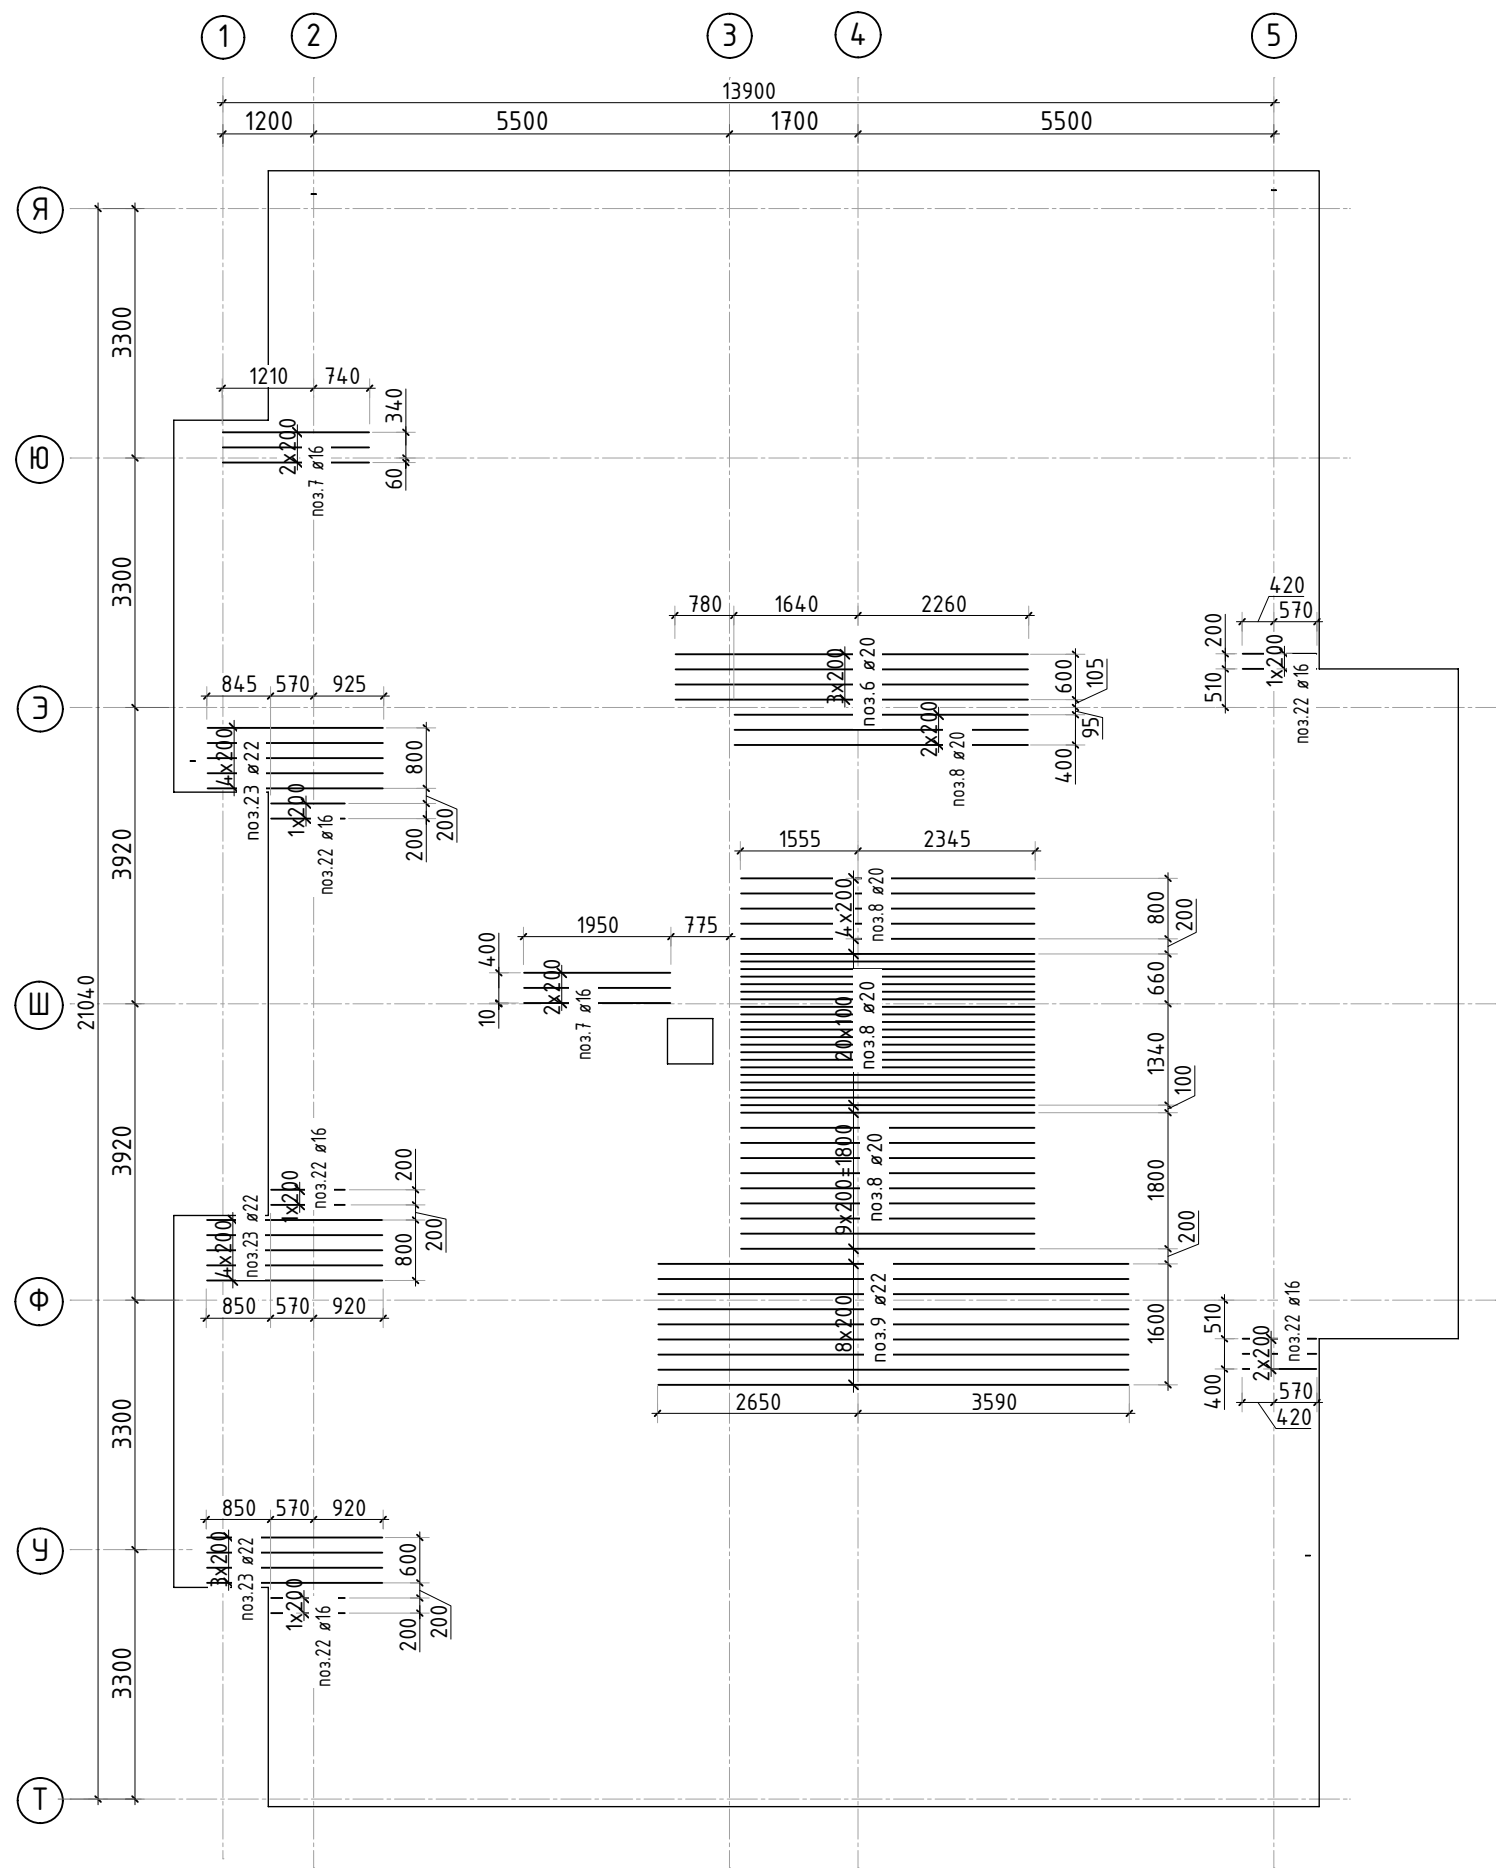 1 2 3 4 5
13900
1200 5500 1700 5500
Я
3300
1210 740
340
2x200
поз.7 ø16
60
Ю
3300
780 1640 2260
3x200
поз.6 ø20
600
105
2x200
поз.8 ø20
95
400
420
570
200
1x200
510
поз.22 ø16
Э
845 570 925
4x200
поз.23 ø22
800
1x200
поз.22 ø16
200
200
3920
1555 2345
4x200
поз.8 ø20
800
200
1950 775
400
2x200
10
поз.7 ø16
660
21040
Ш
20x100
поз.8 ø20
1340
100
3920
поз.22 ø16
1x200
200
200
4x200
поз.23 ø22
800
9x200=1800
поз.8 ø20
1800
200
Ф
850 570 920
8x200
поз.9 ø22
1600
2650 3590
510
2x200
поз.22 ø16
400
570
420
3300
850 570 920
У
3x200
поз.23 ø22
600
1x200
поз.22 ø16
200
200
3300
Т